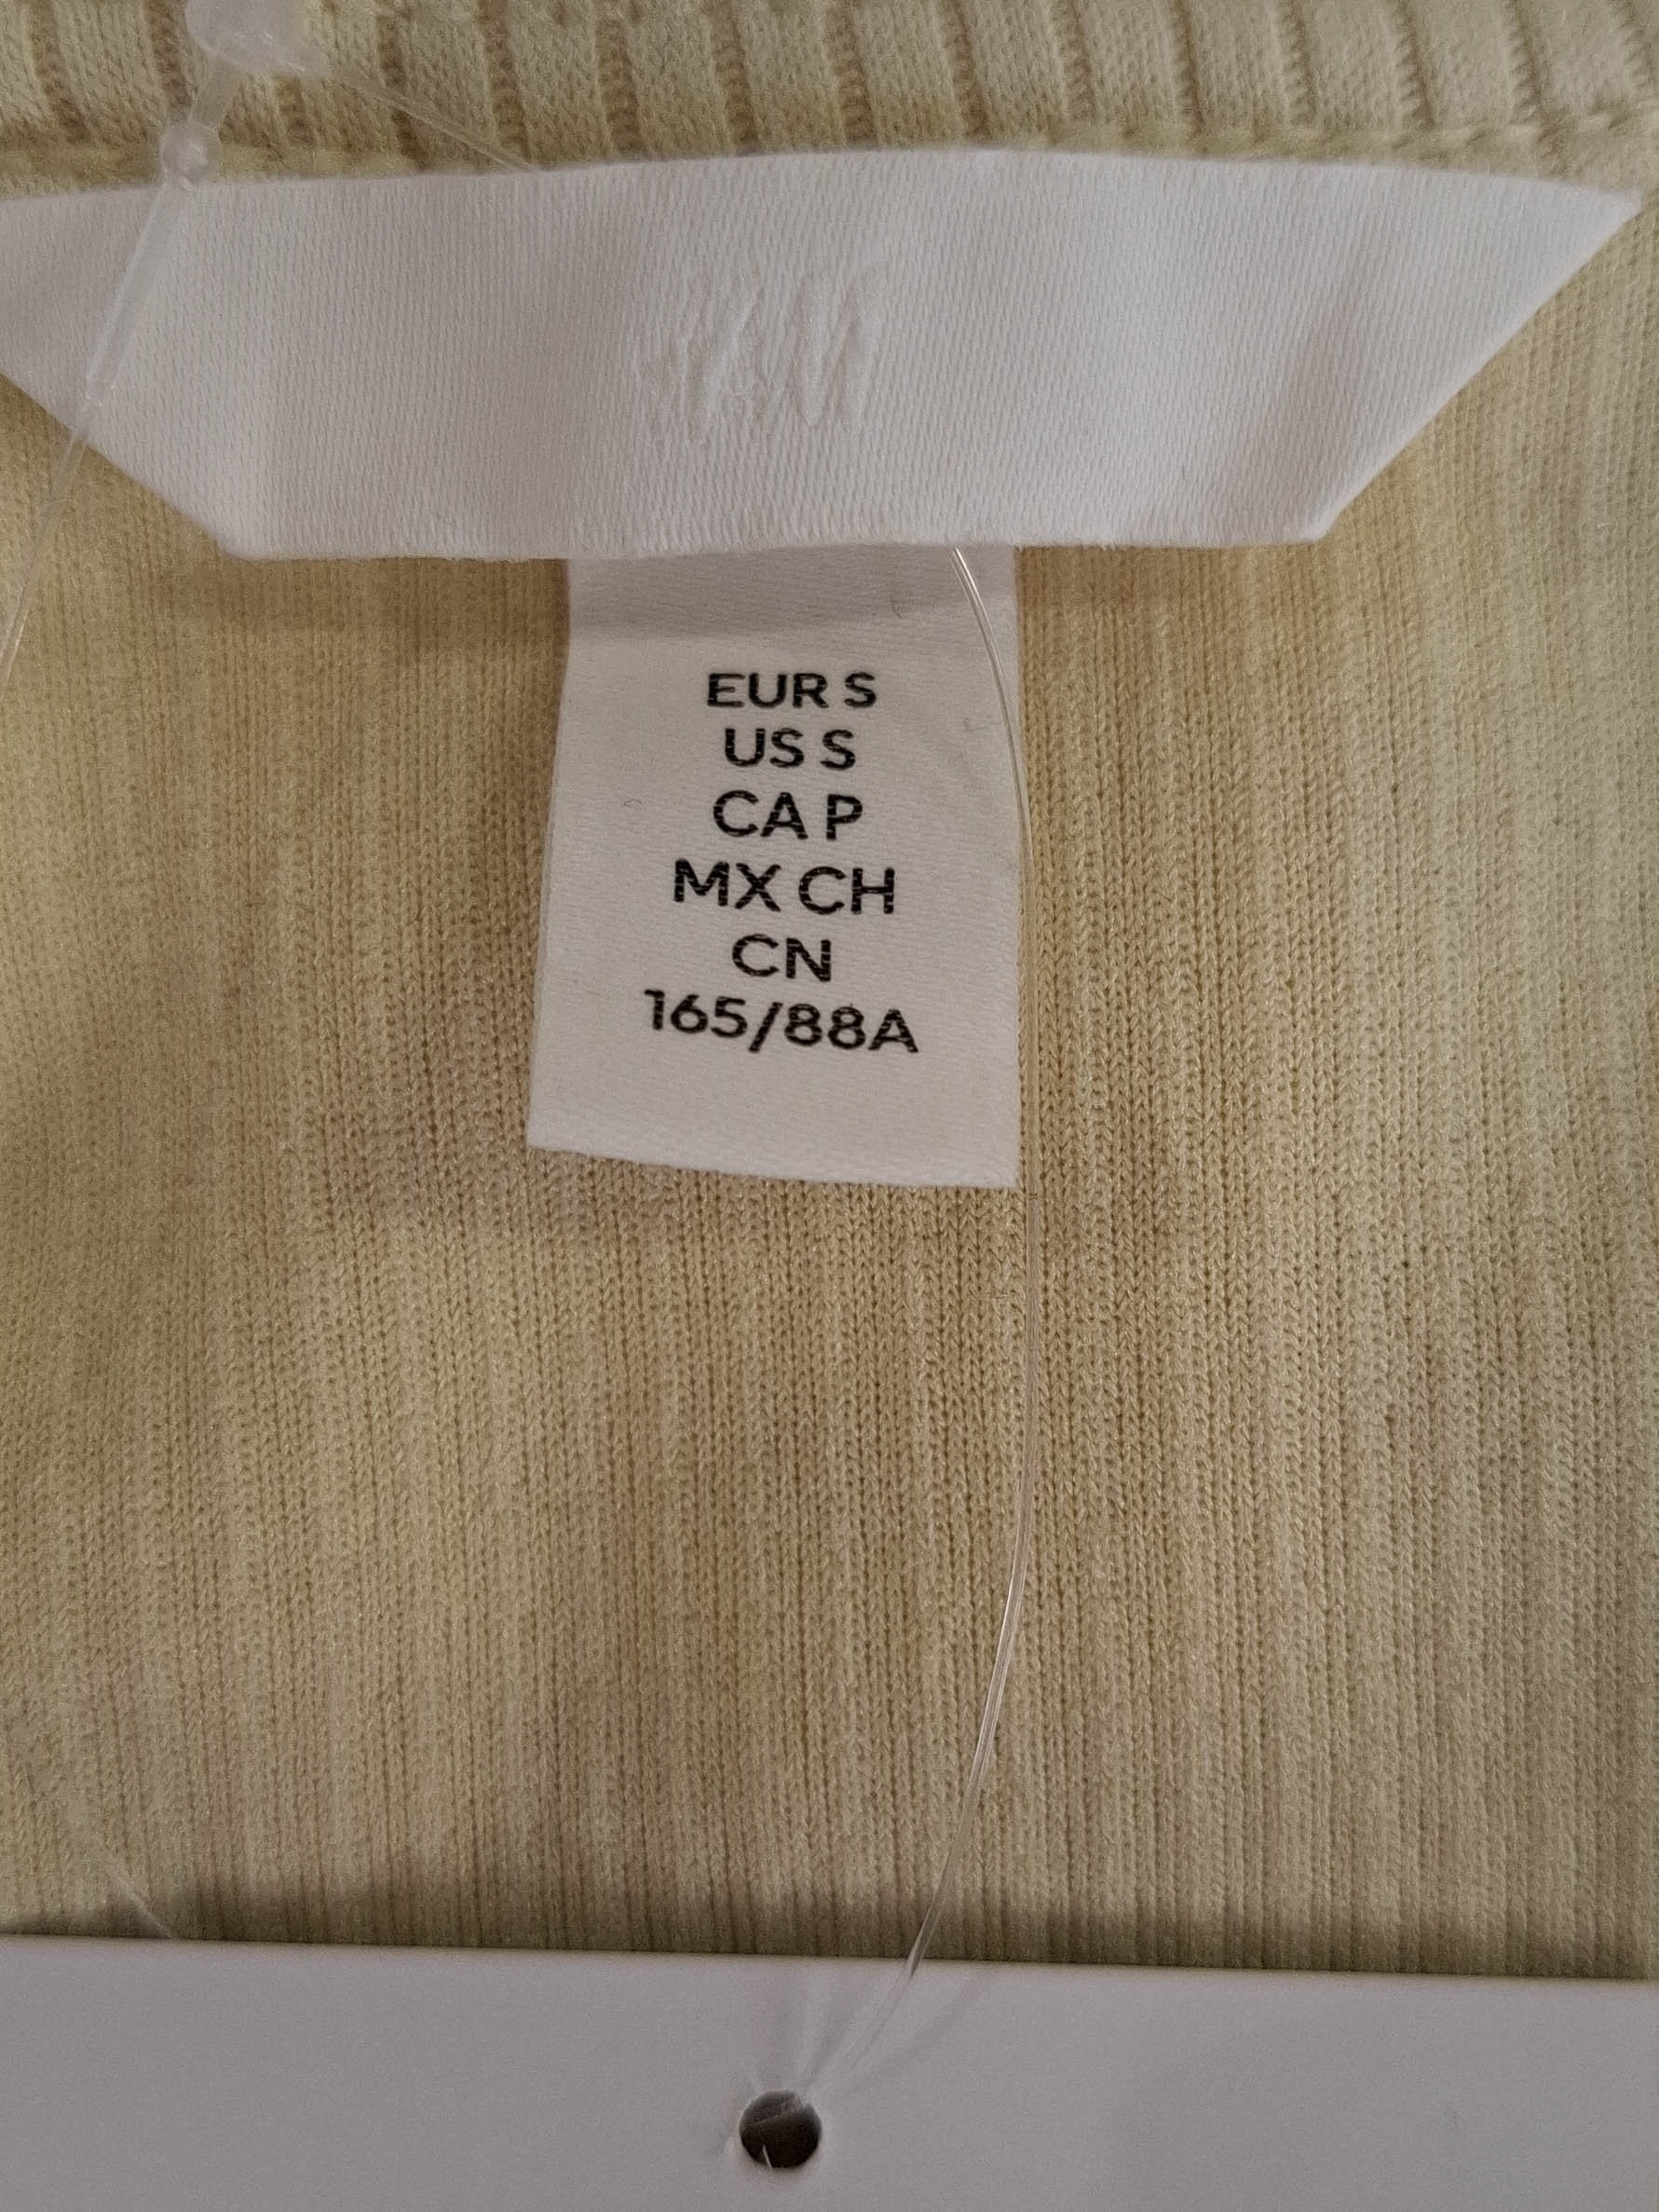 H&M
EUR S
US S
CA P
MX CH
CN
165/88A